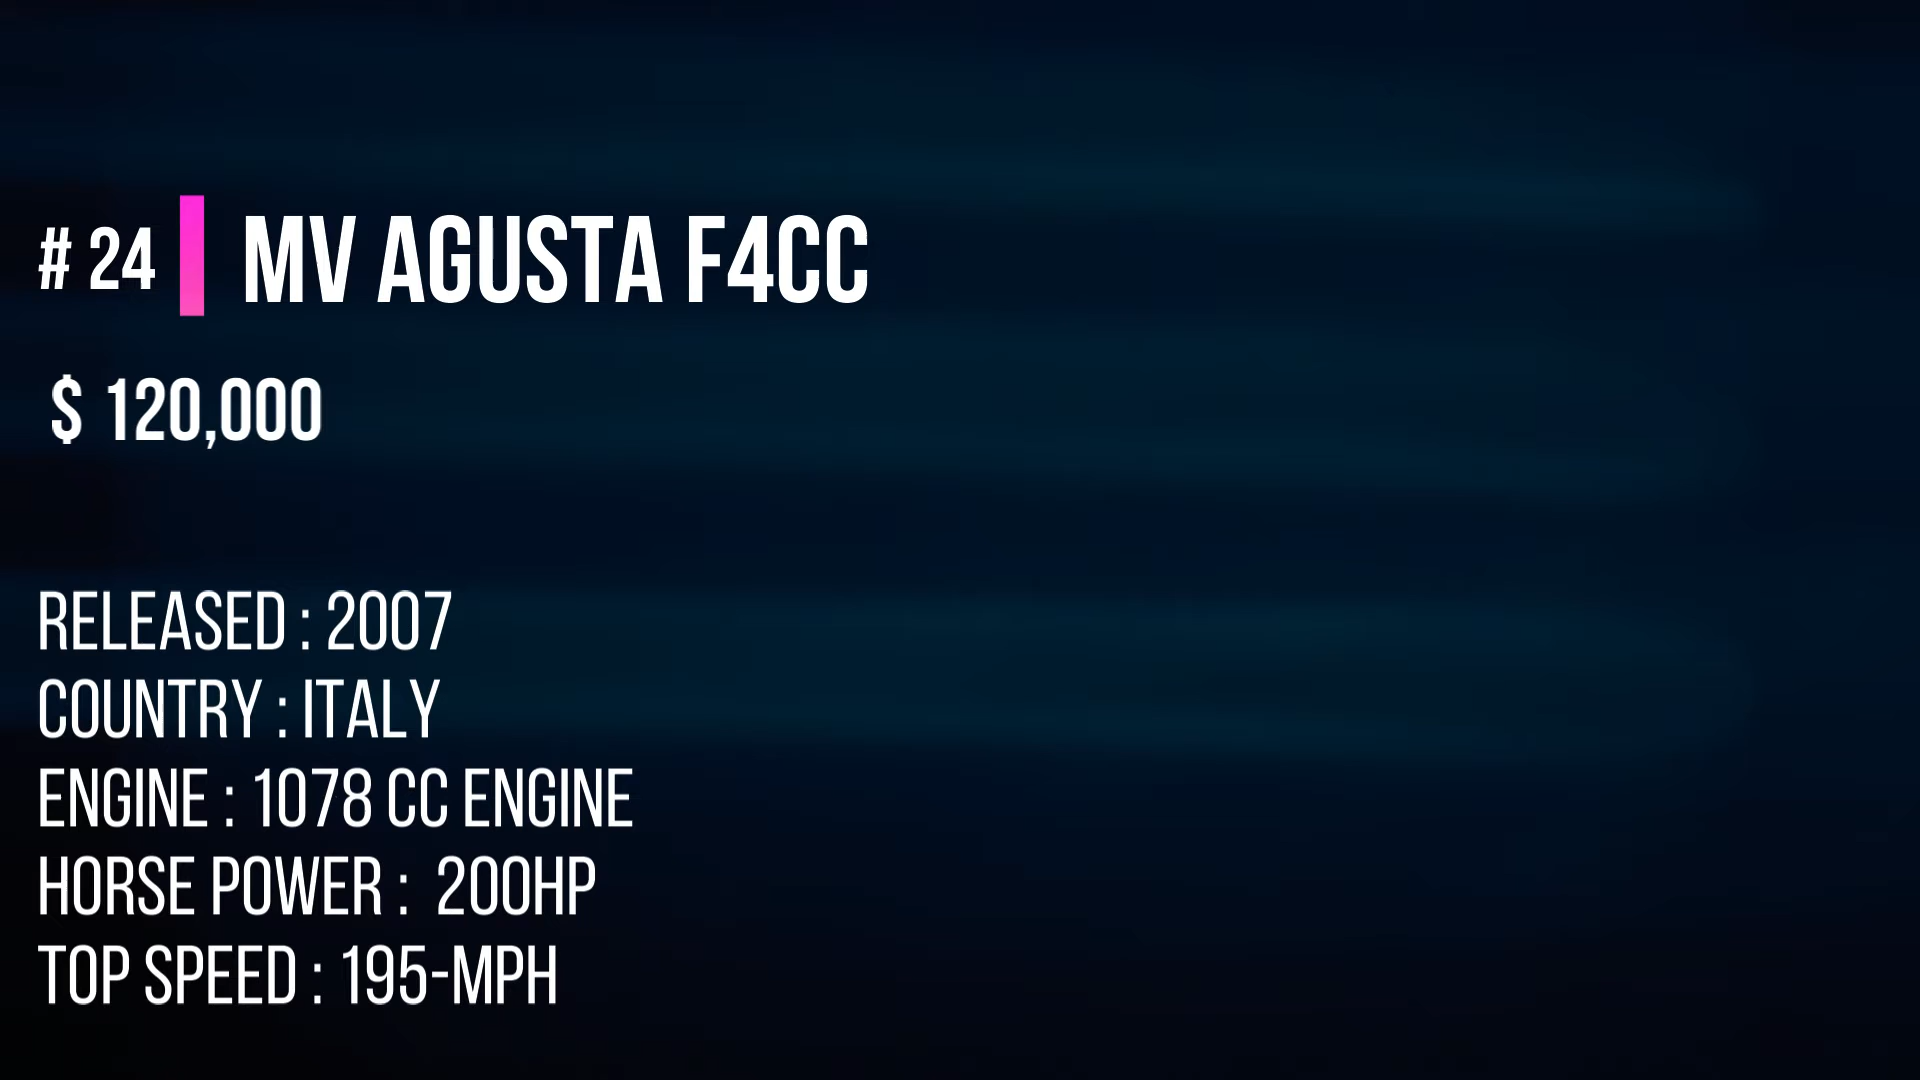 # 24 MV AGUSTA F4CC
$ 120,000
RELEASED : 2007
COUNTRY : ITALY
ENGINE : 1078 CC ENGINE
HORSE POWER : 200HP
TOP SPEED : 195-MPH